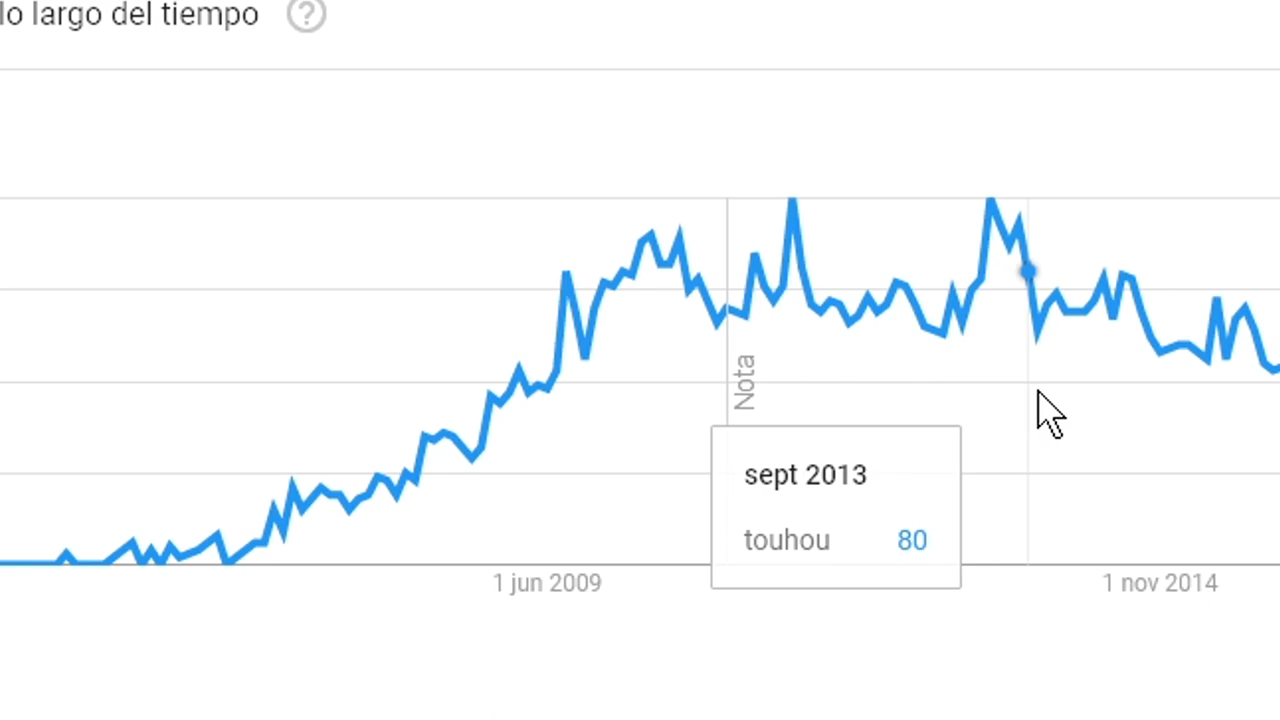 lo largo del tiempo ?
Nota
sept 2013
touhou 80
1 jun 2009 1 nov 2014